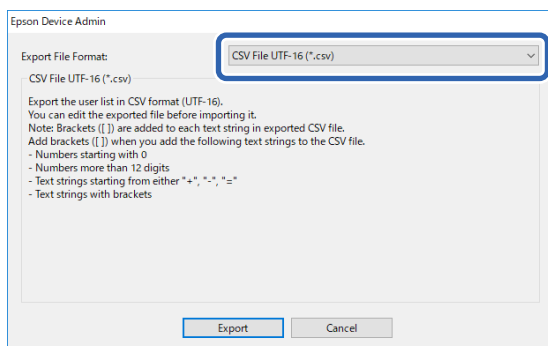 Epson Device Admin
Export File Format:
CSV File UTF-16 (*.csv)
CSV File UTF-16 (*.csv)
Export the user list in CSV format (UTF-16).
You can edit the exported file before importing it.
Note: Brackets ([ ]) are added to each text string in exported CSV file.
Add brackets ([ ]) when you add the following text strings to the CSV file.
- Numbers starting with 0
- Numbers more than 12 digits
- Text strings starting from either "+", "-", "="
- Text strings with brackets
Export
Cancel